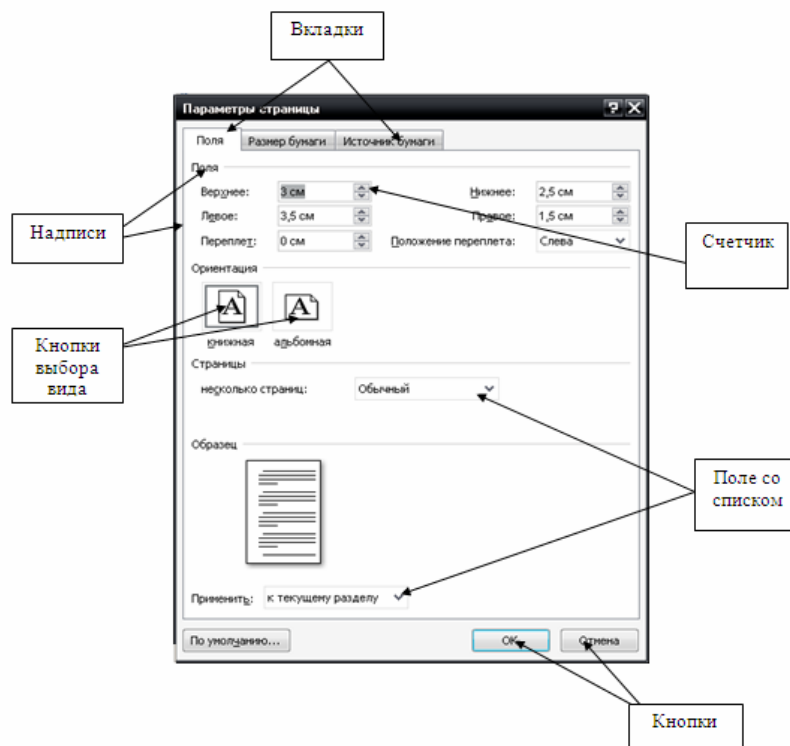 Вкладки
Параметры страницы
Поля Размер бумаги Источник бумаги
Поля
Верхнее: 3 см Нижнее: 2,5 см
Левое: 3,5 см Правое: 1,5 см
Надписи
Счетчик
Переплет: 0 см Положение переплета: Слева
Ориентация
книжная альбомная
Кнопки
выбора
вида
Страницы
несколько страниц: Обычный
Образец
Поле со
списком
Применить: к текущему разделу
По умолчанию... ОК Отмена
Кнопки